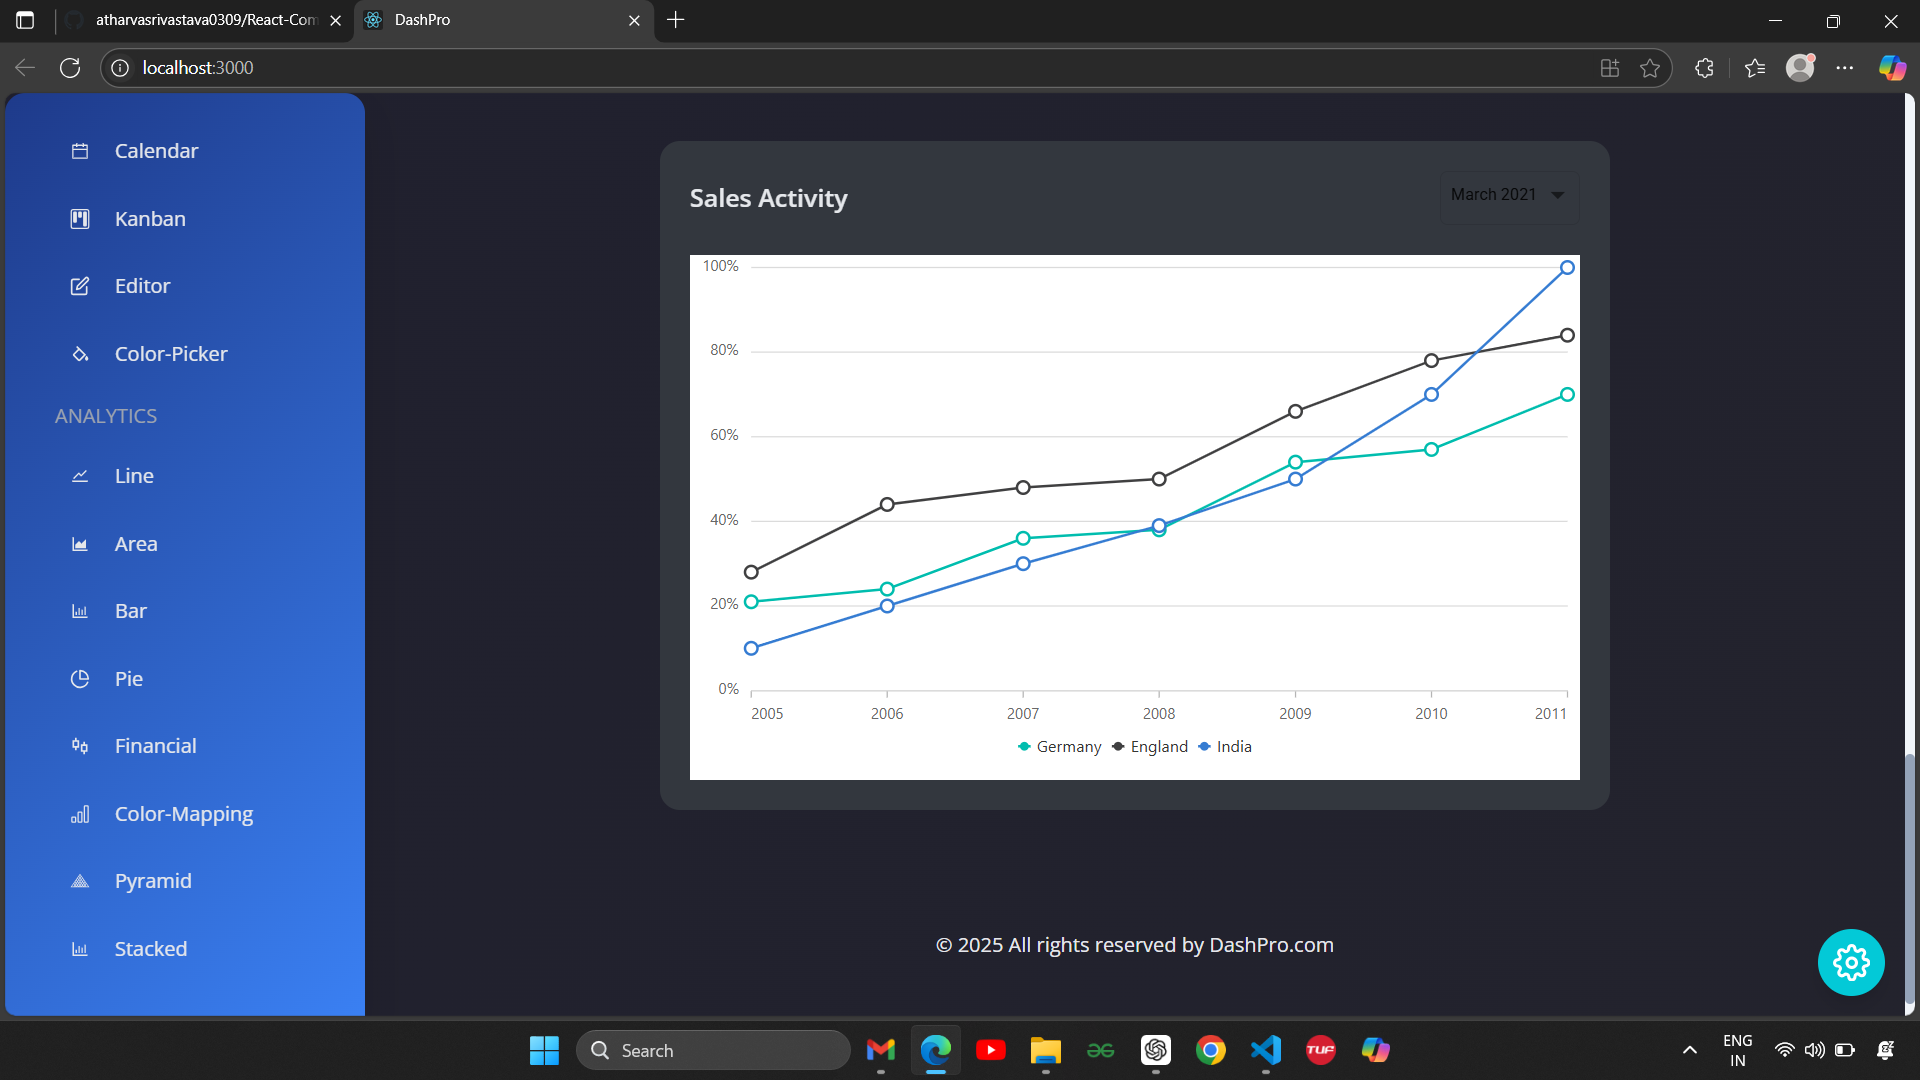 atharvasrivastava0309/React-Com
DashPro
localhost:3000
Calendar
Kanban
Editor
Color-Picker
ANALYTICS
Line
Area
Bar
Pie
Financial
Color-Mapping
Pyramid
Stacked
Sales Activity
March 2021
100%
80%
60%
40%
20%
0%
2005 2006 2007 2008 2009 2010 2011
Germany England India
© 2025 All rights reserved by DashPro.com
Search
TUF
ENG
IN